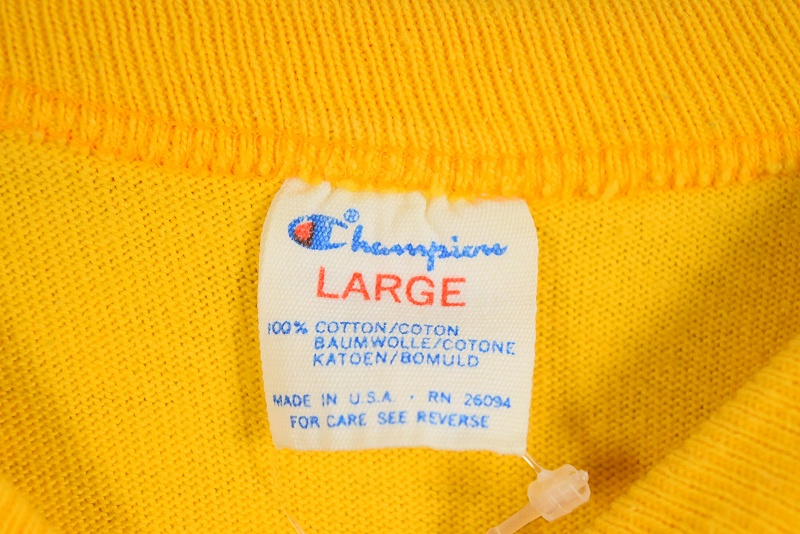 Champion®
LARGE
100% COTTON/COTON
BAUMWOLLE/COTONE
KATOEN/BOMULD
MADE IN U.S.A. · RN 26094
FOR CARE SEE REVERSE